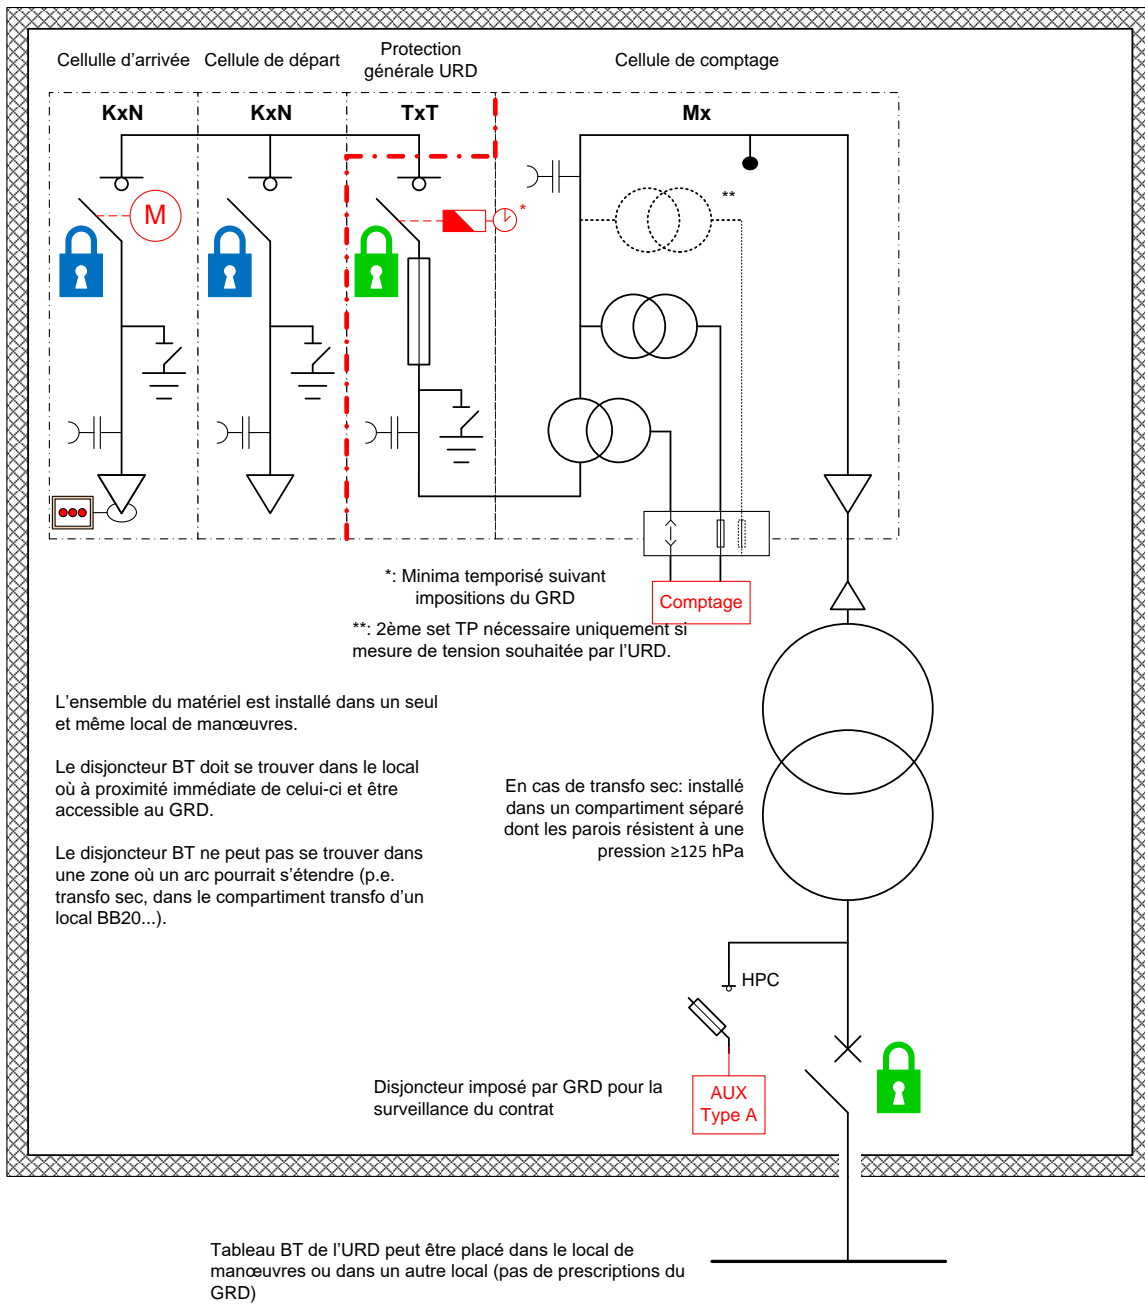 Cellulle d’arrivée
Cellule de départ
Protection
générale URD
Cellule de comptage
KxN
KxN
TxT
Mx
M
*
**
*: Minima temporisé suivant
impositions du GRD
Comptage
**: 2ème set TP nécessaire uniquement si
mesure de tension souhaitée par l’URD.
L’ensemble du matériel est installé dans un seul
et même local de manœuvres.
Le disjoncteur BT doit se trouver dans le local
où à proximité immédiate de celui-ci et être
accessible au GRD.
Le disjoncteur BT ne peut pas se trouver dans
une zone où un arc pourrait s’étendre (p.e.
transfo sec, dans le compartiment transfo d’un
local BB20...).
En cas de transfo sec: installé
dans un compartiment séparé
dont les parois résistent à une
pression ≥125 hPa
HPC
Disjoncteur imposé par GRD pour la
surveillance du contrat
AUX
Type A
Tableau BT de l’URD peut être placé dans le local de
manœuvres ou dans un autre local (pas de prescriptions du
GRD)